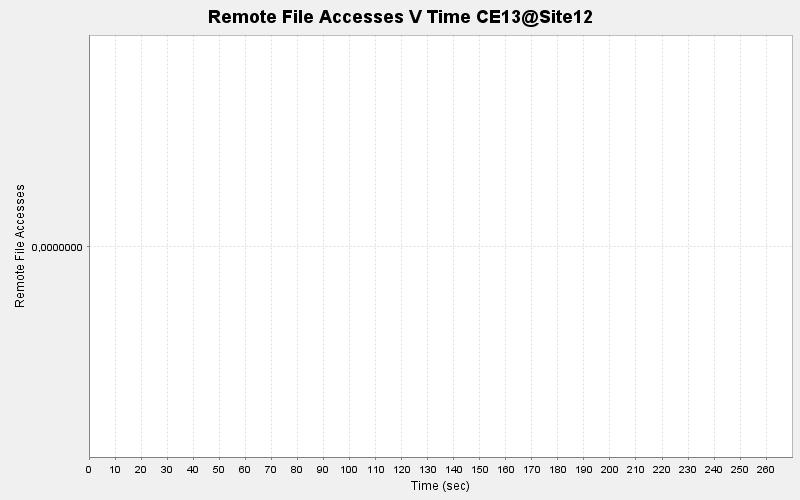 Remote File Accesses V Time CE13@Site12
Remote File Accesses
0,0000000
0 10 20 30 40 50 60 70 80 90 100 110 120 130 140 150 160 170 180 190 200 210 220 230 240 250 260
Time (sec)